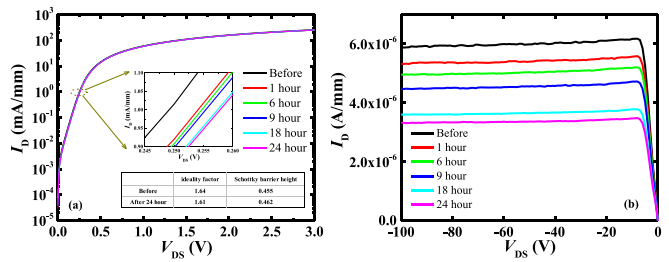 10³
10²
10¹
10⁰
10⁻¹
10⁻²
10⁻³
10⁻⁴
10⁻⁵
I_D (mA/mm)
0.0 0.5 1.0 1.5 2.0 2.5 3.0
V_DS (V)
(a)
Before
1 hour
6 hour
9 hour
18 hour
24 hour
1.10
1.05
1.00
0.95
0.90
I_D (mA/mm)
0.245 0.250 0.255 0.260
V_DS (V)
ideality factor Schottky barrier height
Before 1.64 0.455
After 24 hour 1.61 0.462
6.0x10⁻⁶
4.0x10⁻⁶
2.0x10⁻⁶
0.0
I_D (A/mm)
-100 -80 -60 -40 -20 0
V_DS (V)
(b)
Before
1 hour
6 hour
9 hour
18 hour
24 hour